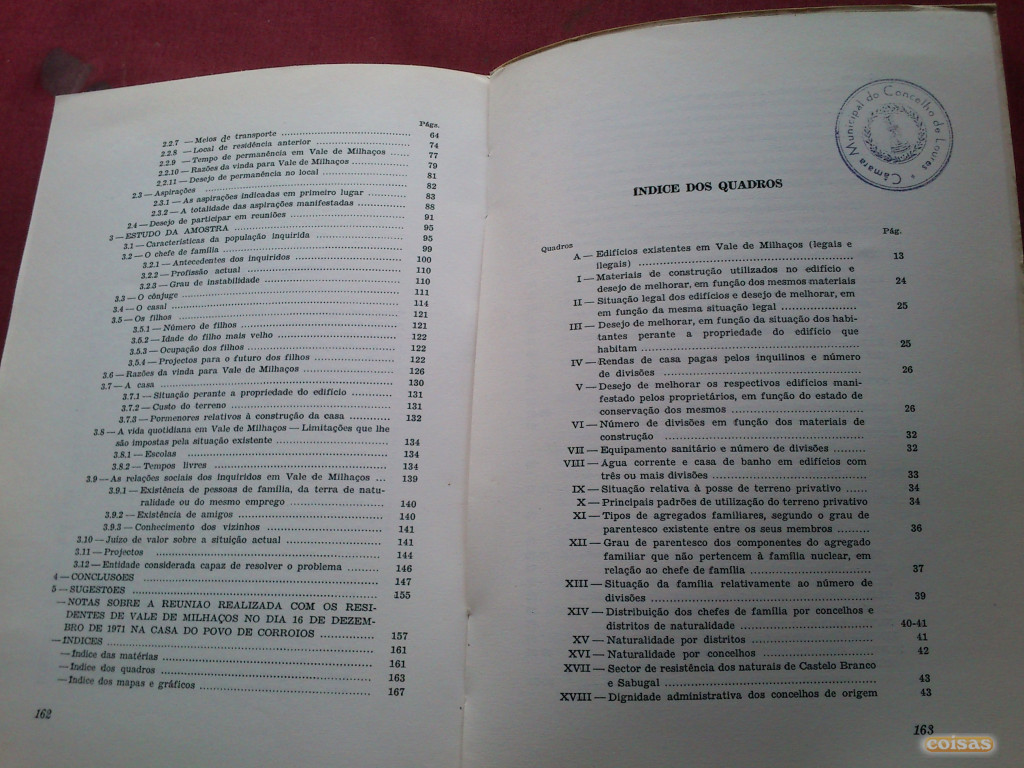 Págs.
2.2.7 — Meios de transporte ........ 64
2.2.8 — Local de residência anterior ........ 74
2.2.9 — Tempo de permanência em Vale de Milhaços ...... 77
2.2.10 — Razões da vinda para Vale de Milhaços ........ 79
2.2.11 — Desejo de permanência no local ........ 81
2.3 — Aspirações ........ 82
2.3.1 — As aspirações indicadas em primeiro lugar ........ 83
2.3.2 — A totalidade das aspirações manifestadas ........ 88
2.4 — Desejo de participar em reuniões ........ 91
3 — ESTUDO DA AMOSTRA ........ 95
3.1 — Características da população inquirida ........ 95
3.2 — O chefe de família ........ 99
3.2.1 — Antecedentes dos inquiridos ........ 100
3.2.2 — Profissão actual ........ 110
3.2.3 — Grau de instabilidade ........ 110
3.3 — O cônjuge ........ 111
3.4 — O casal ........ 114
3.5 — Os filhos ........ 121
3.5.1 — Número de filhos ........ 121
3.5.2 — Idade do filho mais velho ........ 122
3.5.3 — Ocupação dos filhos ........ 122
3.5.4 — Projectos para o futuro dos filhos ........ 122
3.6 — Razões da vinda para Vale de Milhaços ........ 126
3.7 — A casa ........ 130
3.7.1 — Situação perante a propriedade do edifício ........ 131
3.7.2 — Custo do terreno ........ 131
3.7.3 — Pormenores relativos à construção da casa ........ 132
3.8 — A vida quotidiana em Vale de Milhaços — Limitações que lhe
são impostas pela situação existente ........ 134
3.8.1 — Escolas ........ 134
3.8.2 — Tempos livres ........ 134
3.9 — As relações sociais dos inquiridos em Vale de Milhaços ... 139
3.9.1 — Existência de pessoas de família, da terra de natu-
ralidade ou do mesmo emprego ........ 140
3.9.2 — Existência de amigos ........ 140
3.9.3 — Conhecimento dos vizinhos ........ 141
3.10 — Juízo de valor sobre a situição actual ........ 141
3.11 — Projectos ........ 144
3.12 — Entidade considerada capaz de resolver o problema ........ 146
4 — CONCLUSÕES ........ 147
5 — SUGESTÕES ........ 155
— NOTAS SOBRE A REUNIÃO REALIZADA COM OS RESI-
DENTES DE VALE DE MILHAÇOS NO DIA 16 DE DEZEM-
BRO DE 1971 NA CASA DO POVO DE CORROIOS ........ 157
— ÍNDICES ........ 161
— Índice das matérias ........ 161
— Índice dos quadros ........ 163
— Índice dos mapas e gráficos ........ 167
162
Câmara Municipal do Concelho de Loures
INDICE DOS QUADROS
Quadros Pág.
A — Edifícios existentes em Vale de Milhaços (legais e
ilegais) ........ 13
I — Materiais de construção utilizados no edifício e
desejo de melhorar, em função dos mesmos materiais 24
II — Situação legal dos edifícios e desejo de melhorar, em
em função da mesma situação legal ........ 25
III — Desejo de melhorar, em função da situação dos habi-
tantes perante a propriedade do edifício que
habitam ........ 25
IV — Rendas de casa pagas pelos inquilinos e número
de divisões ........ 26
V — Desejo de melhorar os respectivos edifícios mani-
festado pelos proprietários, em função do estado de
conservação dos mesmos ........ 26
VI — Número de divisões em função dos materiais de
construção ........ 32
VII — Equipamento sanitário e número de divisões ........ 32
VIII — Água corrente e casa de banho em edifícios com
três ou mais divisões ........ 33
IX — Situação relativa à posse de terreno privativo ...... 34
X — Principais padrões de utilização do terreno privativo 34
XI — Tipos de agregados familiares, segundo o grau de
parentesco existente entre os seus membros ........ 36
XII — Grau de parentesco dos componentes do agregado
familiar que não pertencem à família nuclear, em
relação ao chefe de família ........ 37
XIII — Situação da família relativamente ao número de
divisões ........ 39
XIV — Distribuição dos chefes de família por concelhos e
distritos de naturalidade ........ 40-41
XV — Naturalidade por distritos ........ 41
XVI — Naturalidade por concelhos ........ 42
XVII — Sector de resistência dos naturais de Castelo Branco
e Sabugal ........ 43
XVIII — Dignidade administrativa dos concelhos de origem 43
163
coisas